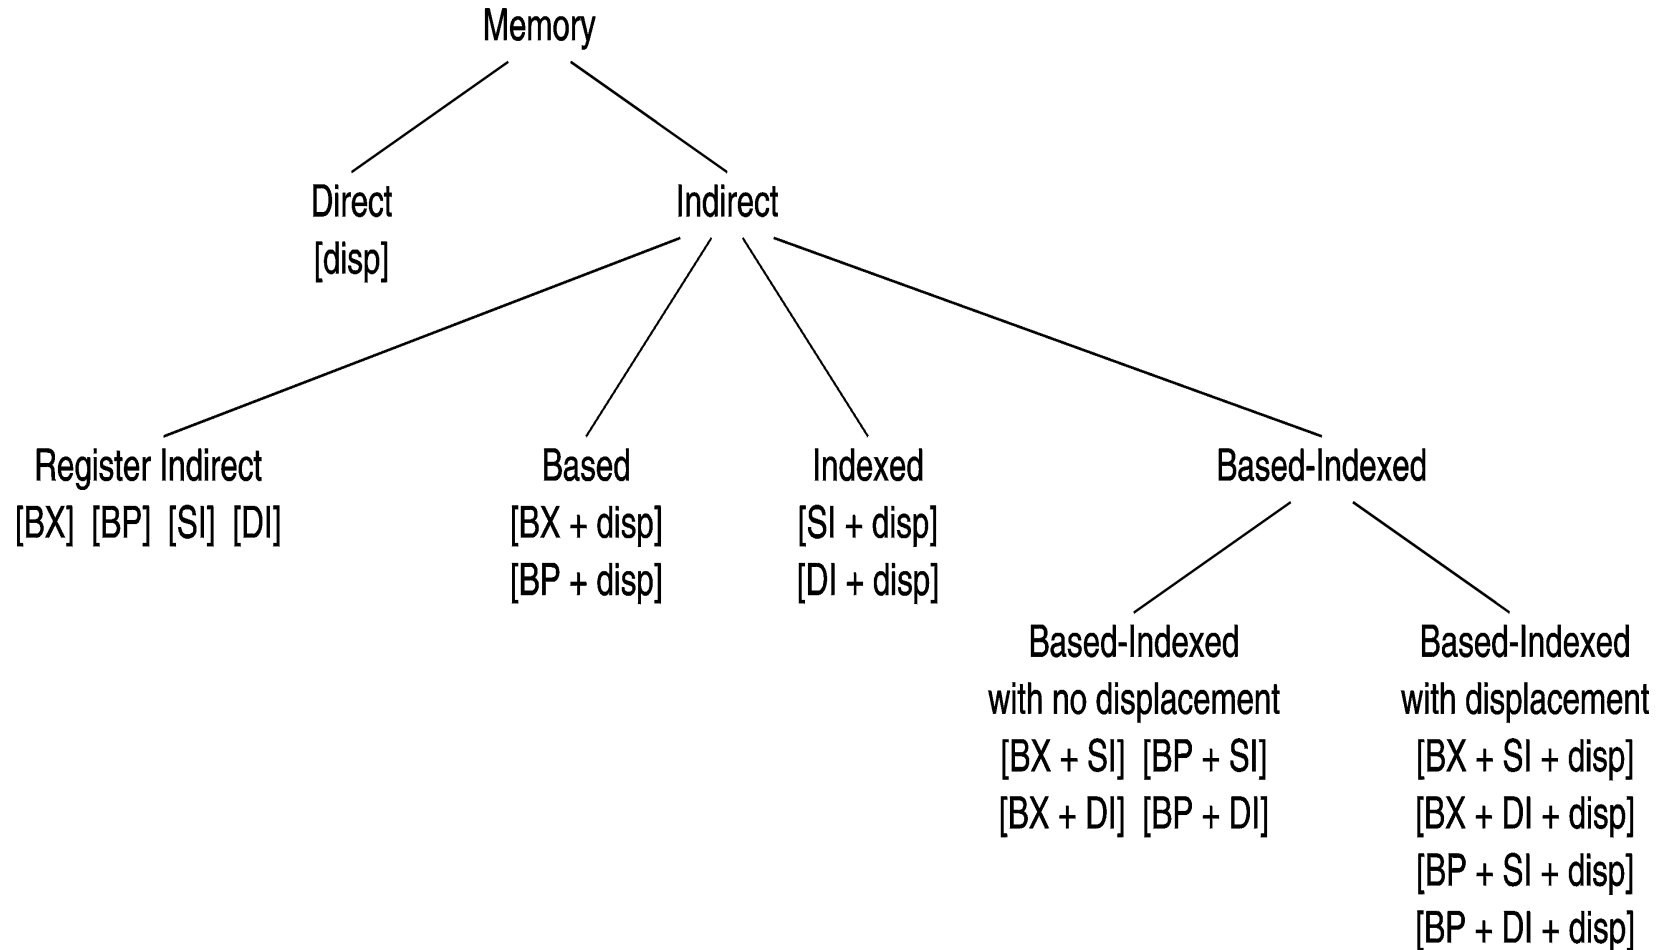 Memory
Direct
[disp]
Indirect
Register Indirect
[BX] [BP] [SI] [DI]
Based
[BX + disp]
[BP + disp]
Indexed
[SI + disp]
[DI + disp]
Based-Indexed
Based-Indexed
with no displacement
[BX + SI] [BP + SI]
[BX + DI] [BP + DI]
Based-Indexed
with displacement
[BX + SI + disp]
[BX + DI + disp]
[BP + SI + disp]
[BP + DI + disp]